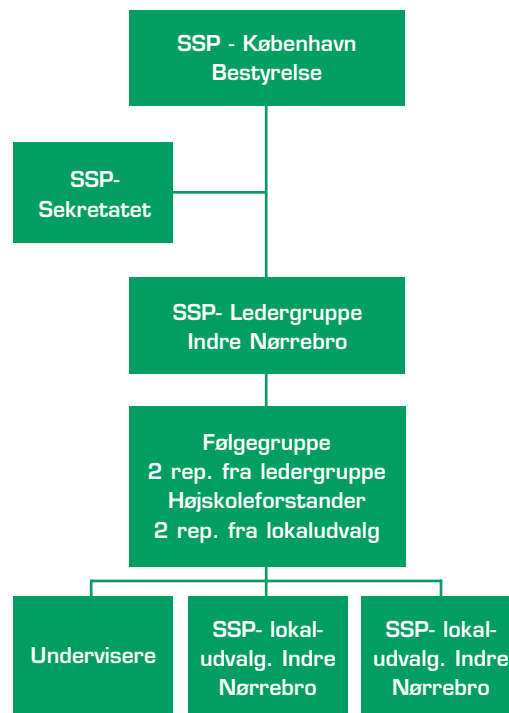 SSP - København
Bestyrelse
SSP-
Sekretatet
SSP- Ledergruppe
Indre Nørrebro
Følgegruppe
2 rep. fra ledergruppe
Højskoleforstander
2 rep. fra lokaludvalg
Undervisere
SSP- lokal-
udvalg. Indre
Nørrebro
SSP- lokal-
udvalg. Indre
Nørrebro